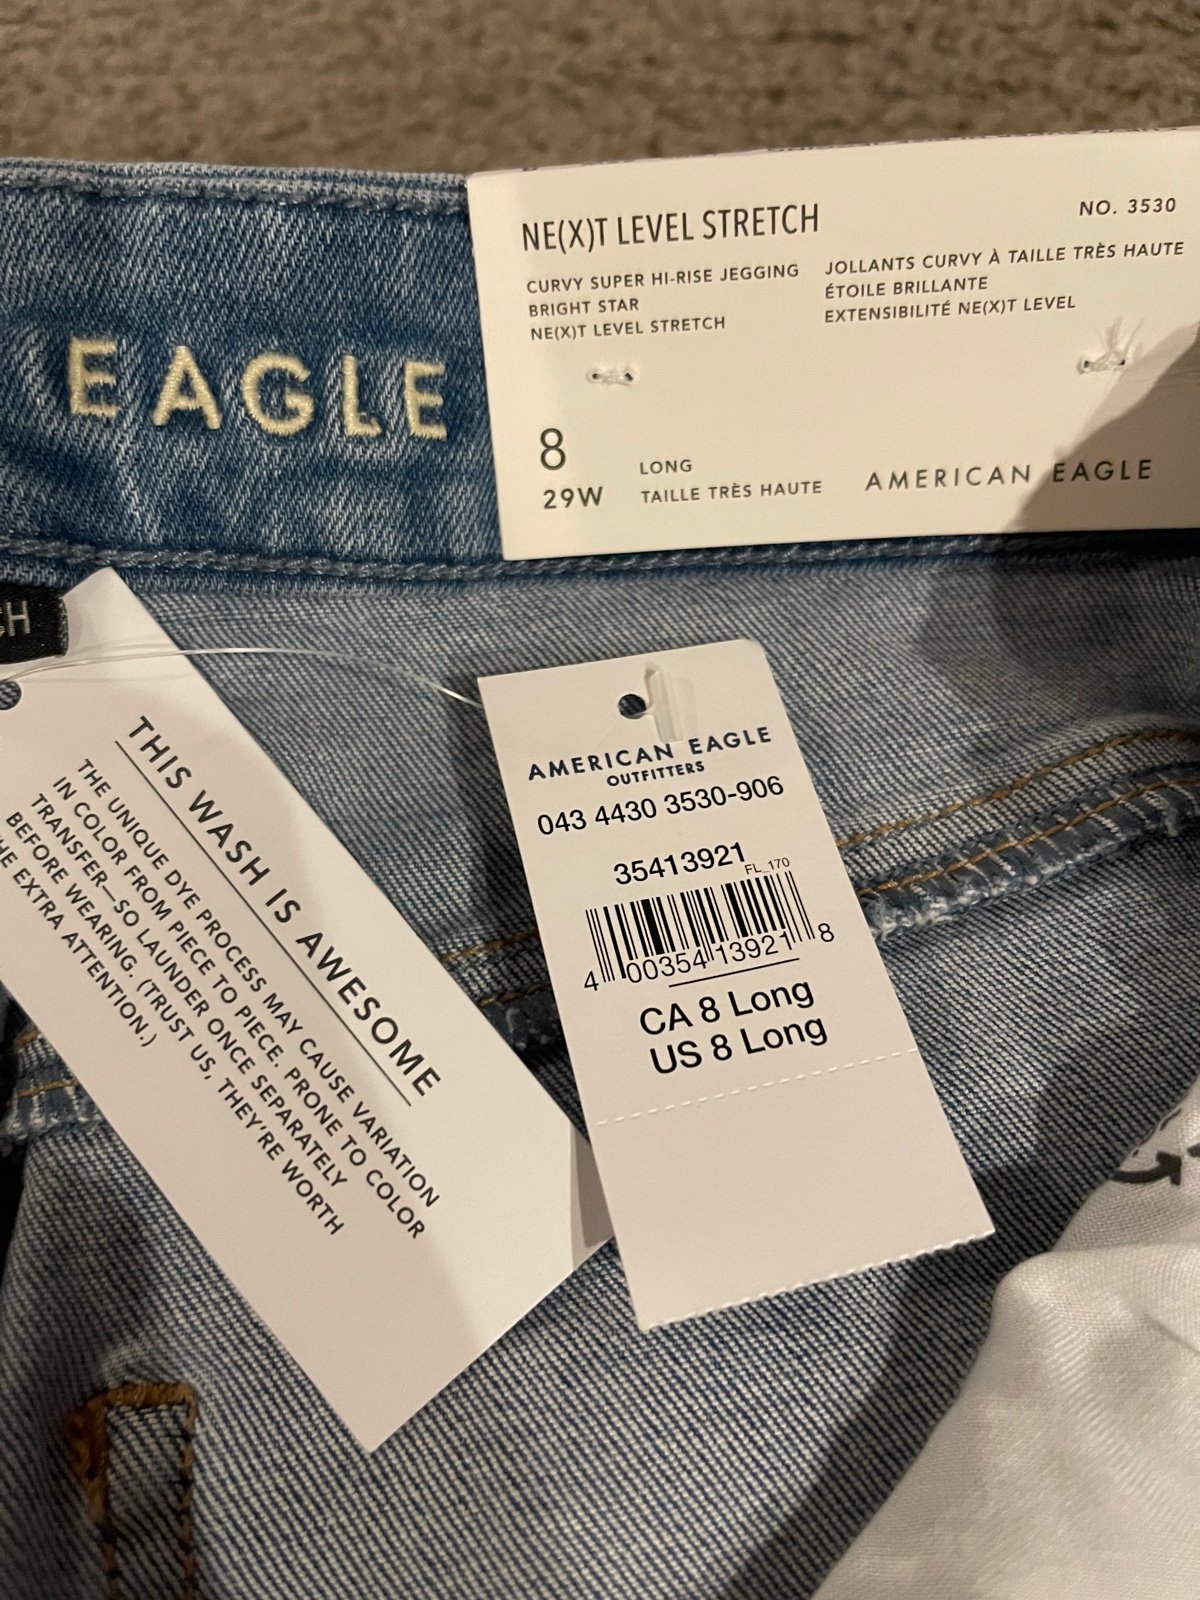 NE(X)T LEVEL STRETCH
NO. 3530
CURVY SUPER HI-RISE JEGGING
BRIGHT STAR
NE(X)T LEVEL STRETCH
JOLLANTS CURVY À TAILLE TRÈS HAUTE
ÉTOILE BRILLANTE
EXTENSIBILITÉ NE(X)T LEVEL
8
29W
LONG
TAILLE TRÈS HAUTE
AMERICAN EAGLE
EAGLE
CH
THIS WASH IS AWESOME
THE UNIQUE DYE PROCESS MAY CAUSE VARIATION
IN COLOR FROM PIECE TO PIECE. PRONE TO COLOR
TRANSFER—SO LAUNDER ONCE SEPARATELY
BEFORE WEARING. (TRUST US, THEY'RE WORTH
THE EXTRA ATTENTION.)
AMERICAN EAGLE
OUTFITTERS
043 4430 3530-906
35413921
FL_170
4 00354 13921 8
CA 8 Long
US 8 Long